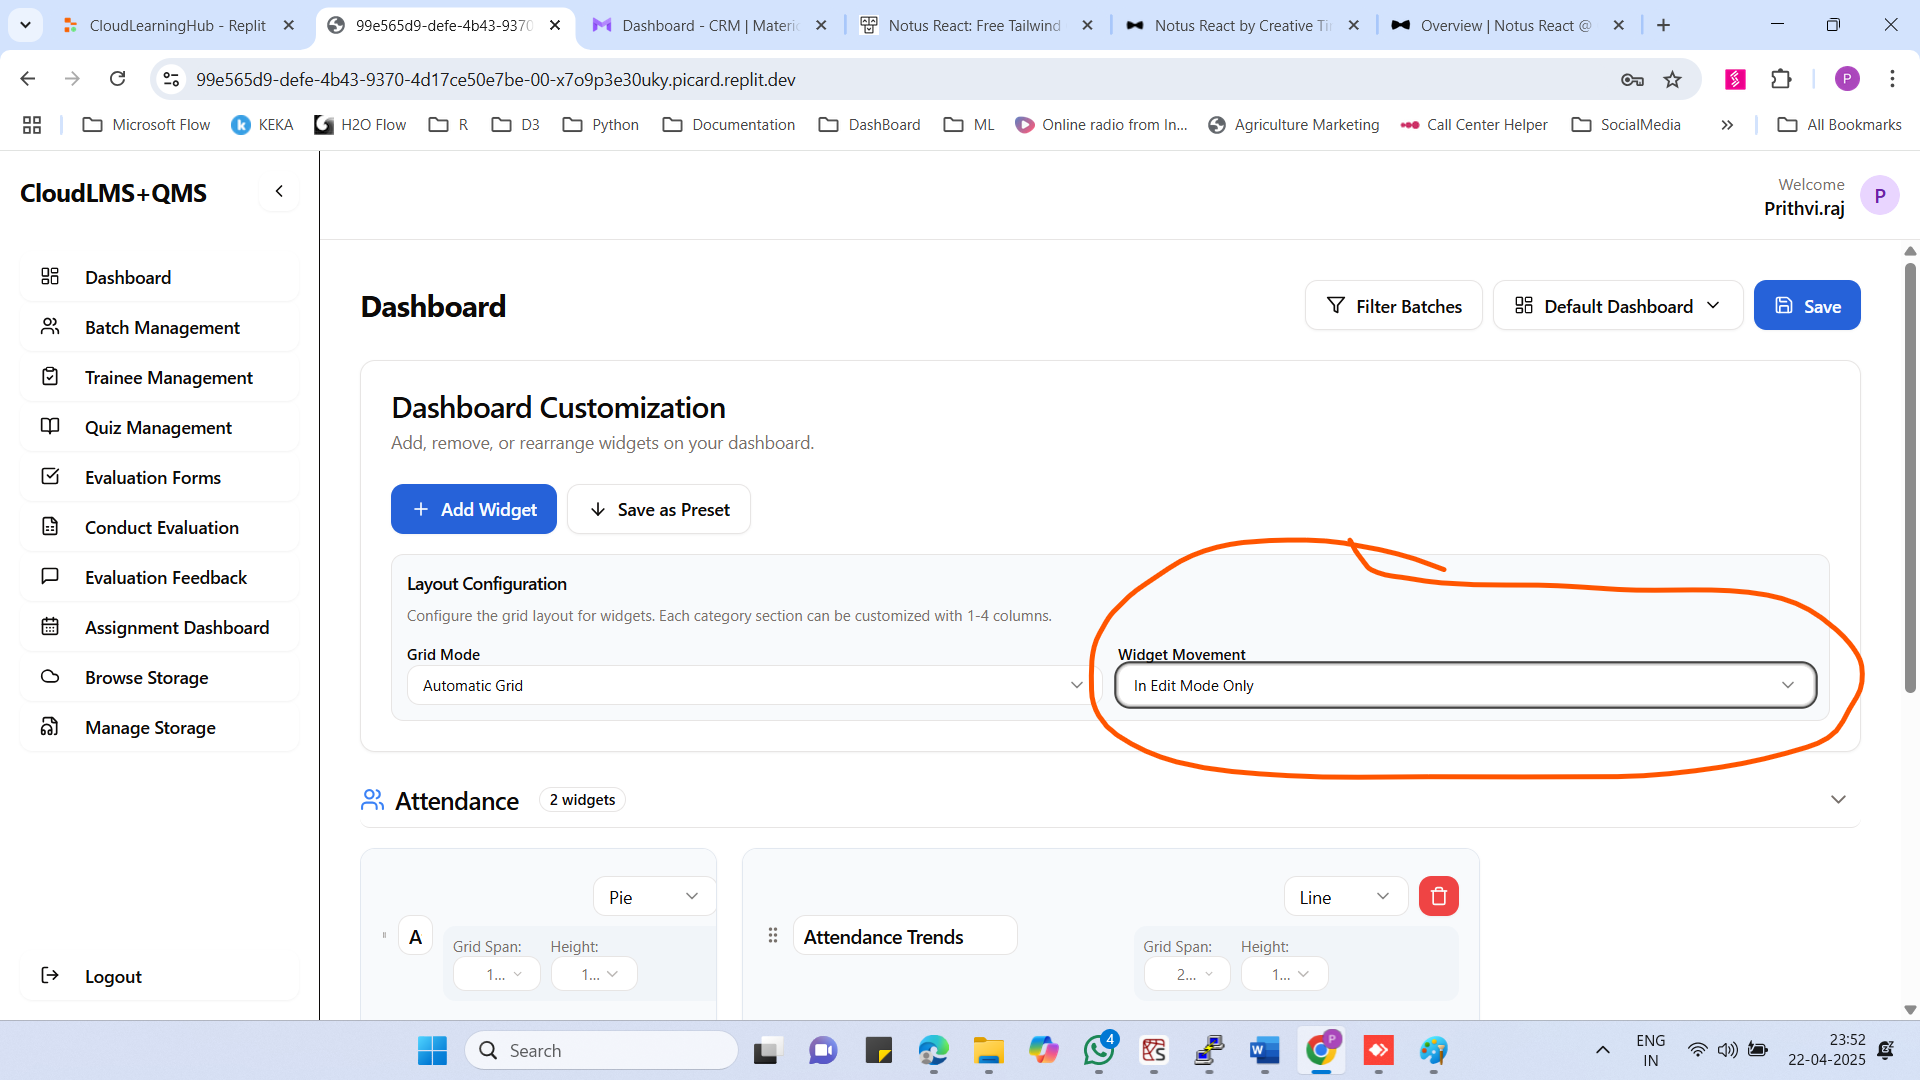 CloudLearningHub - Replit
99e565d9-defe-4b43-9370
Dashboard - CRM | Materi
Notus React: Free Tailwind
Notus React by Creative Ti
Overview | Notus React @
99e565d9-defe-4b43-9370-4d17ce50e7be-00-x7o9p3e30uky.picard.replit.dev
P
Microsoft Flow
KEKA
H2O Flow
R
D3
Python
Documentation
DashBoard
ML
Online radio from In...
Agriculture Marketing
Call Center Helper
SocialMedia
All Bookmarks
CloudLMS+QMS
Welcome
Prithvi.raj
P
Dashboard
Batch Management
Trainee Management
Quiz Management
Evaluation Forms
Conduct Evaluation
Evaluation Feedback
Assignment Dashboard
Browse Storage
Manage Storage
Logout
Dashboard
Filter Batches
Default Dashboard
Save
Dashboard Customization
Add, remove, or rearrange widgets on your dashboard.
Add Widget
Save as Preset
Layout Configuration
Configure the grid layout for widgets. Each category section can be customized with 1-4 columns.
Grid Mode
Widget Movement
Automatic Grid
In Edit Mode Only
Attendance
2 widgets
Pie
A
Grid Span:
Height:
1...
1...
Line
Attendance Trends
Grid Span:
Height:
2...
1...
Search
4
P
ENG
IN
23:52
22-04-2025